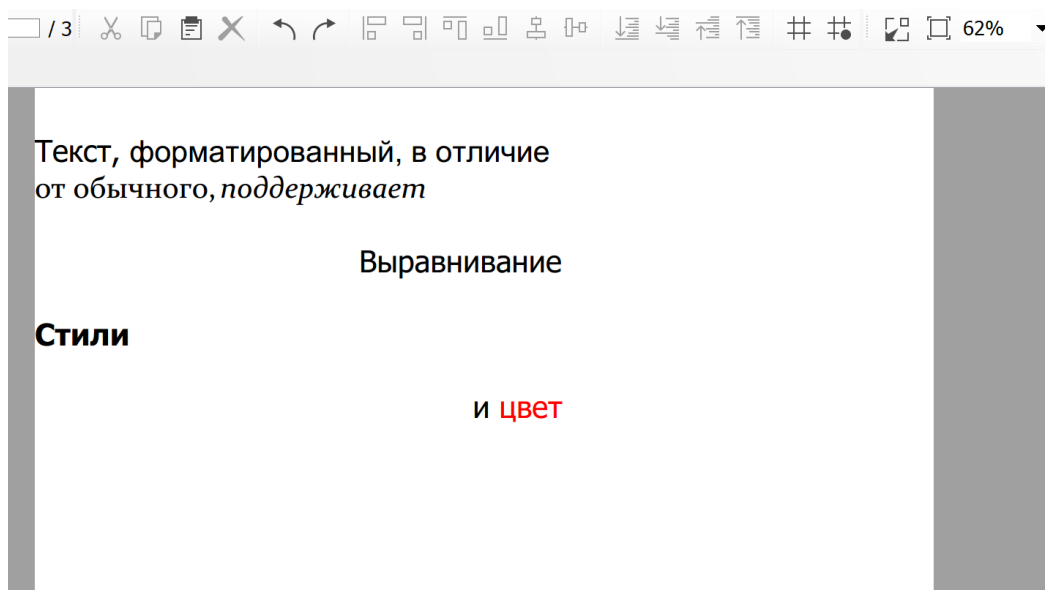 / 3
62%
Текст, форматированный, в отличие
от обычного, поддерживает
Выравнивание
Стили
и цвет